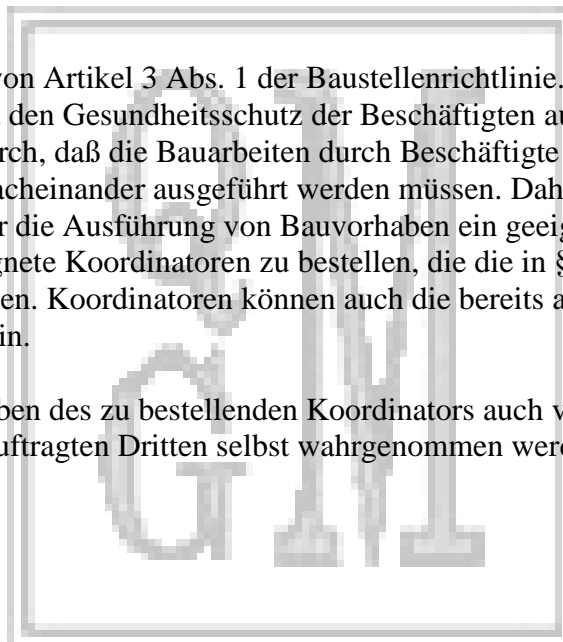 von Artikel 3 Abs. 1 der Baustellenrichtlinie.
den Gesundheitsschutz der Beschäftigten au
rch, daß die Bauarbeiten durch Beschäftigte
acheinander ausgeführt werden müssen. Dah
r die Ausführung von Bauvorhaben ein geeig
gnete Koordinatoren zu bestellen, die die in §
en. Koordinatoren können auch die bereits a
in.
ben des zu bestellenden Koordinators auch v
uftragten Dritten selbst wahrgenommen werd
Q
G
M